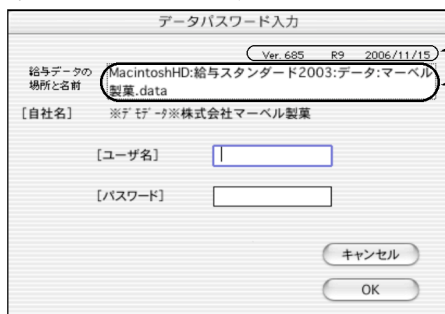 データパスワード入力
Ver. 685 R9 2006/11/15
給与データの
場所と名前
MacintoshHD:給与スタンダード2003:データ:マーベル
製菓.data
[自社名] ※ﾃﾞﾓﾃﾞｰﾀ※株式会社マーベル製菓
[ユーザ名]
[パスワード]
キャンセル
OK